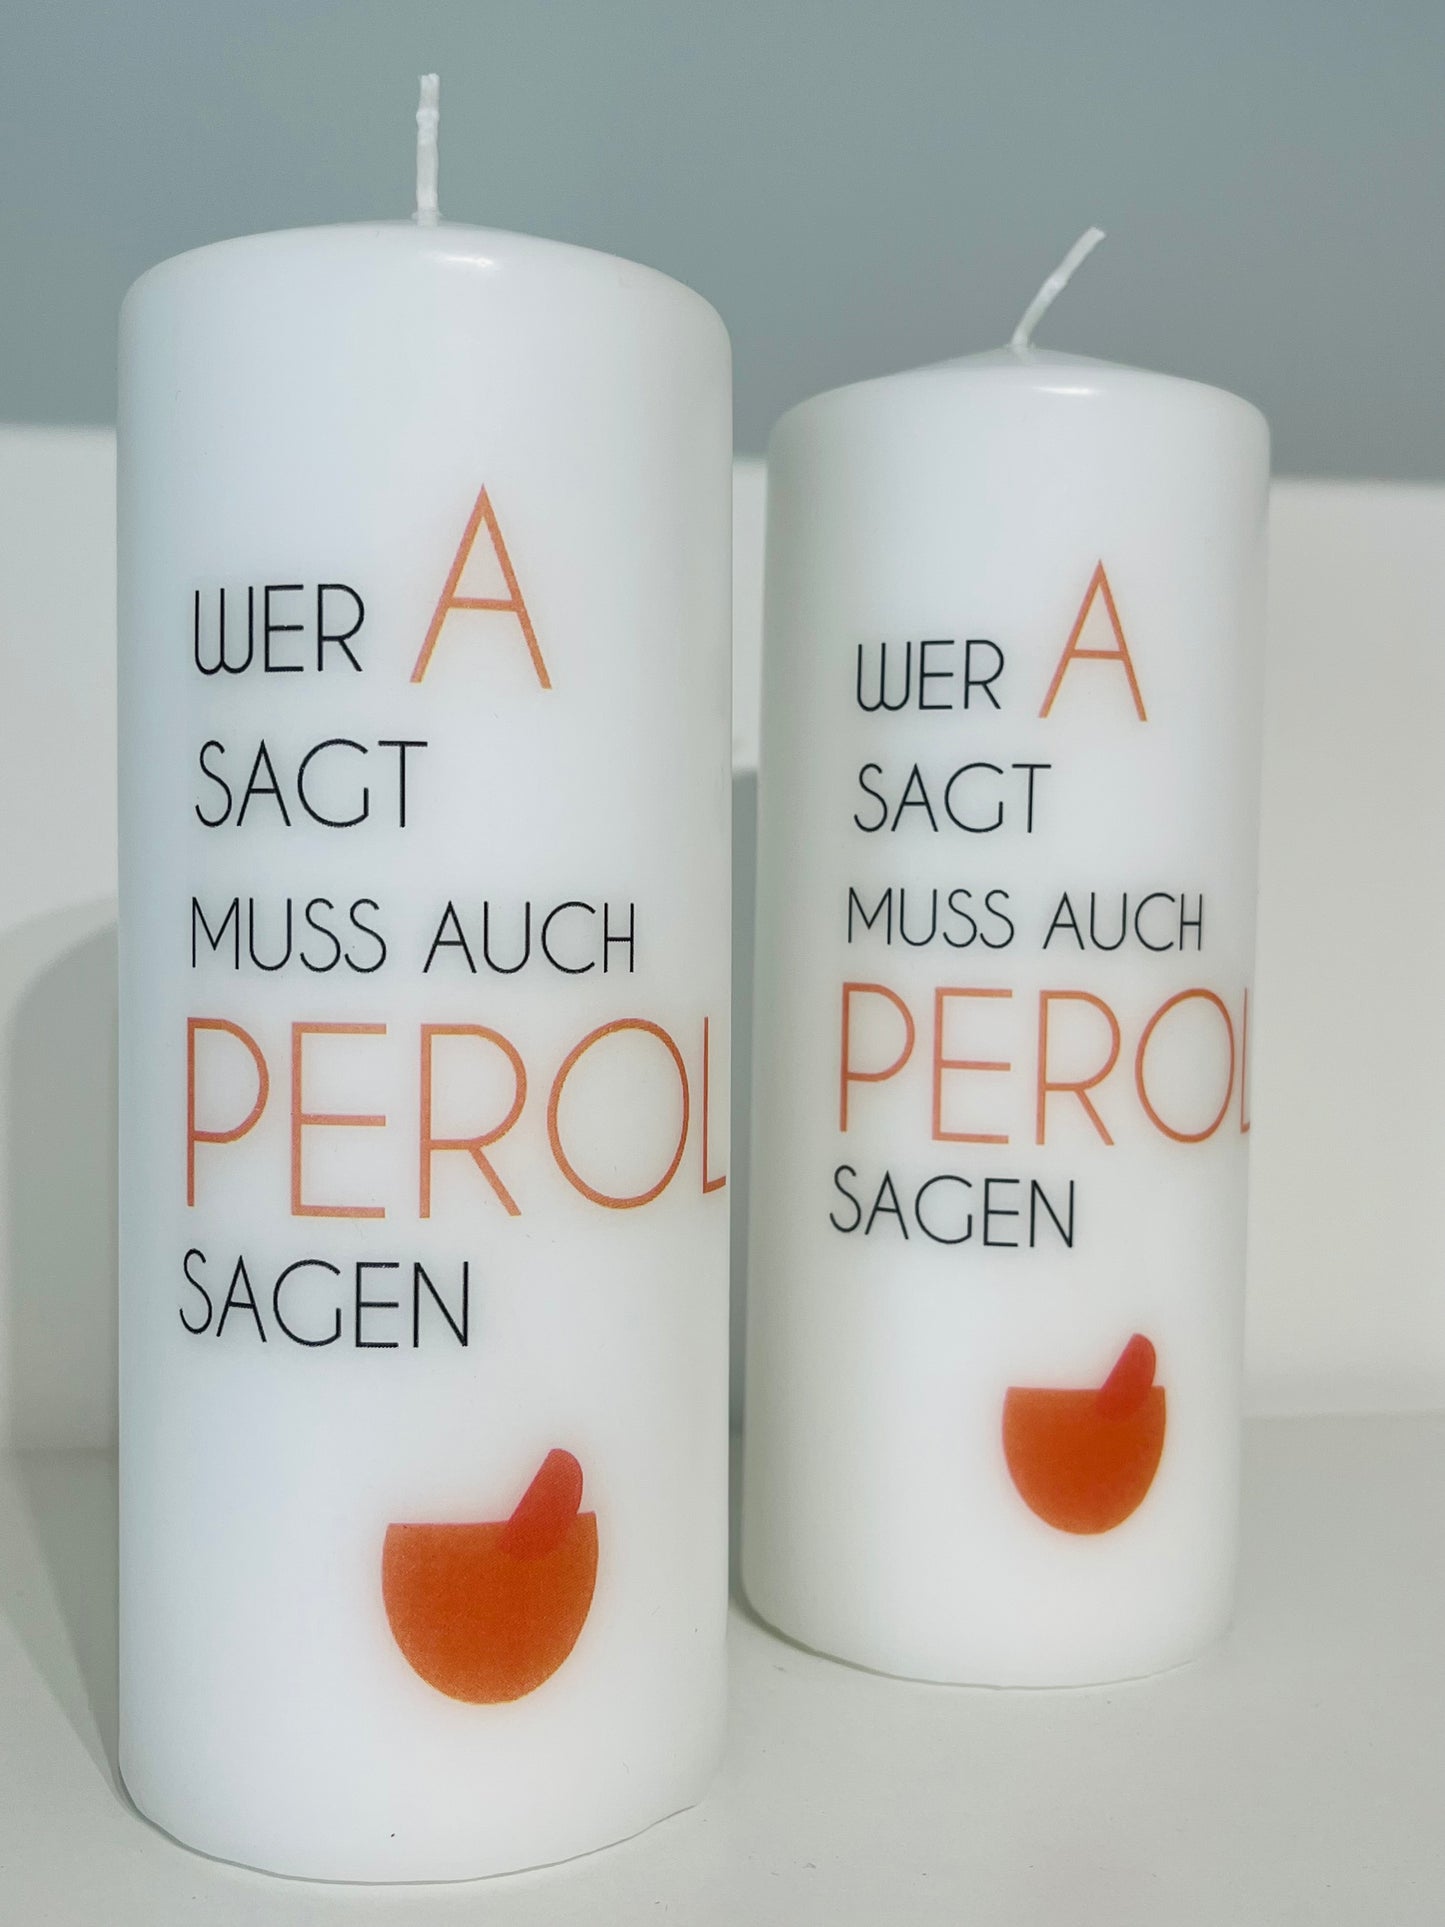 WER A
SAGT
MUSS AUCH
PEROL
SAGEN
WER A
SAGT
MUSS AUCH
PEROL
SAGEN